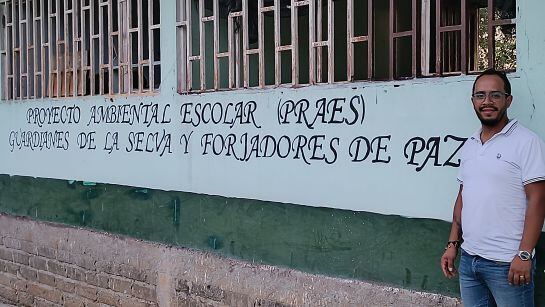 PROYECTO AMBIENTAL ESCOLAR (PRAES)
GUARDIANES DE LA SELVA Y FORJADORES DE PAZ